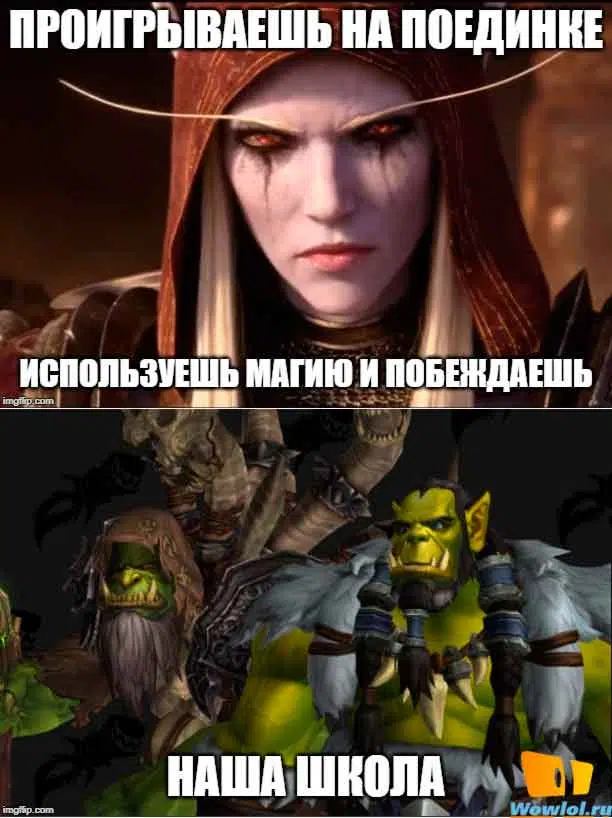 ПРОИГРЫВАЕШЬ НА ПОЕДИНКЕ
ИСПОЛЬЗУЕШЬ МАГИЮ И ПОБЕЖДАЕШЬ
imgflip.com
НАША ШКОЛА
imgflip.com
Wowlol.ru